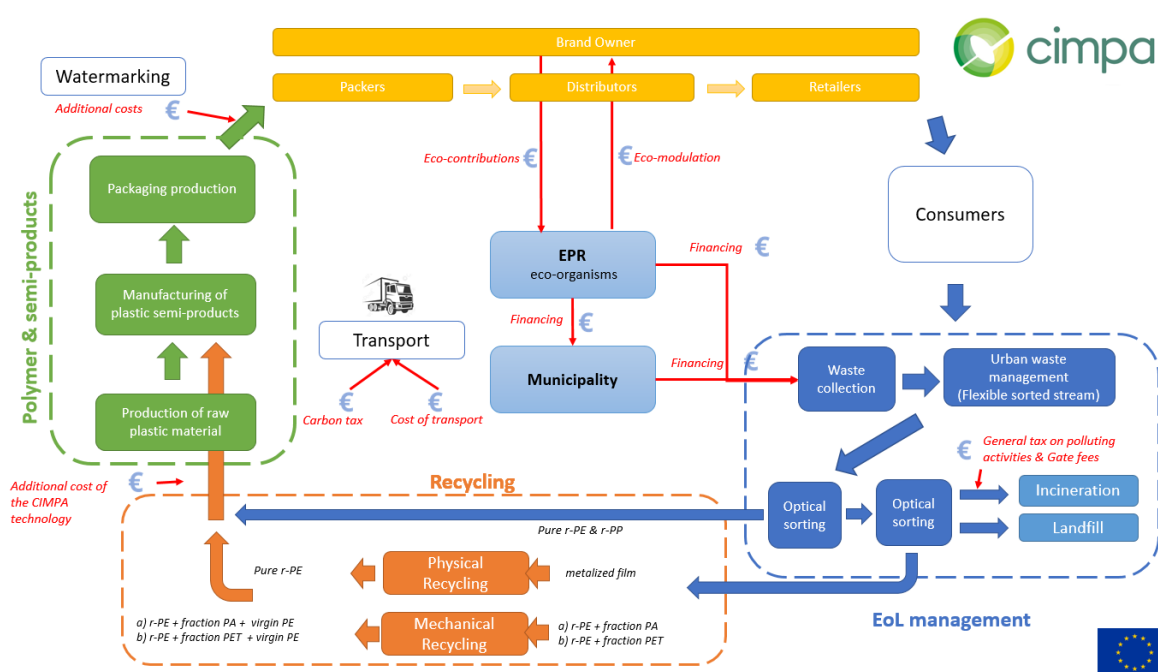 Brand Owner
cimpa
Watermarking
Packers
Distributors
Retailers
Additional costs
€
Eco-contributions
€
€
Eco-modulation
Packaging production
Consumers
Polymer & semi-products
EPR
eco-organisms
Financing
€
Manufacturing of
plastic semi-products
Financing
€
Transport
Municipality
Financing
€
Waste
collection
Urban waste
management
(Flexible sorted stream)
Production of raw
plastic material
€
Carbon tax
€
Cost of transport
€
General tax on polluting
activities & Gate fees
Additional cost of
the CIMPA
technology
€
Recycling
Optical
sorting
Optical
sorting
Incineration
Landfill
Pure r-PE & r-PP
Pure r-PE
Physical
Recycling
metalized film
a) r-PE + fraction PA + virgin PE
b) r-PE + fraction PET + virgin PE
Mechanical
Recycling
a) r-PE + fraction PA
b) r-PE + fraction PET
EoL management